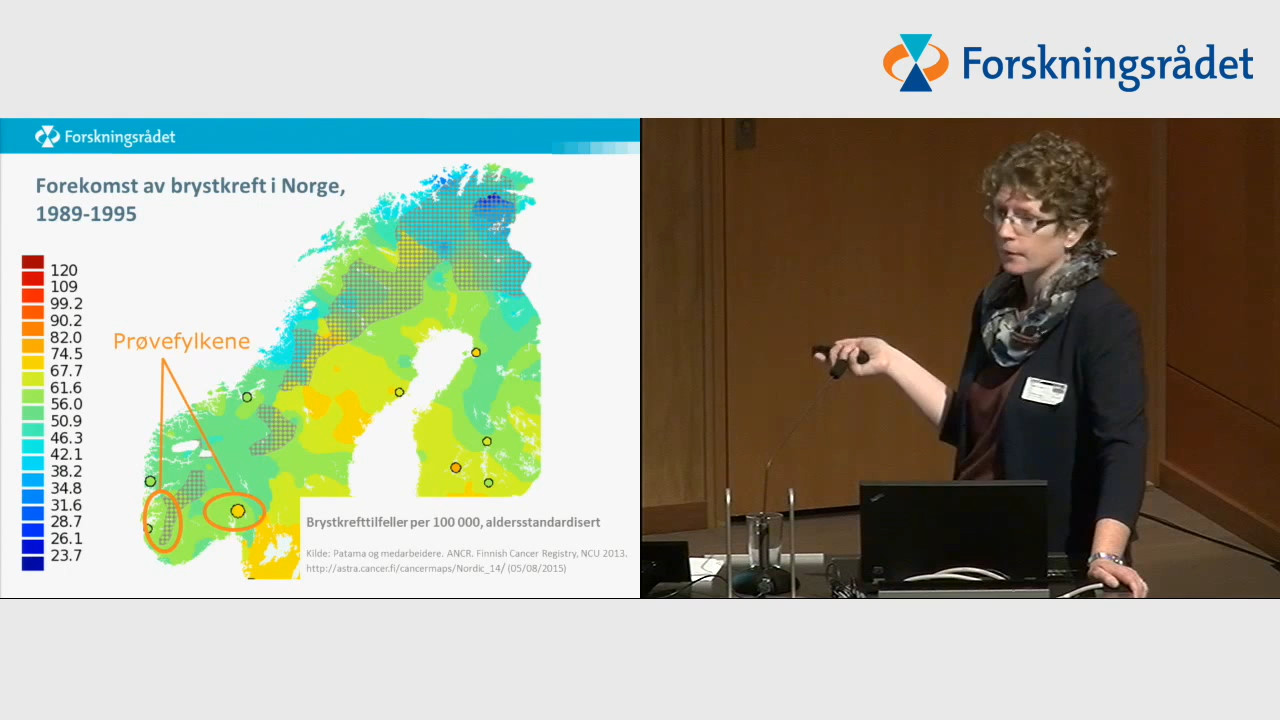 Forskningsrådet
Forskningsrådet
Forekomst av brystkreft i Norge,
1989-1995
120
109
99.2
90.2
82.0
74.5
67.7
61.6
56.0
50.9
46.3
42.1
38.2
34.8
31.6
28.7
26.1
23.7
Prøvefylkene
Brystkrefttilfeller per 100 000, aldersstandardisert
Kilde: Patama og medarbeidere. ANCR. Finnish Cancer Registry, NCU 2013.
http://astra.cancer.fi/cancermaps/Nordic_14/ (05/08/2015)